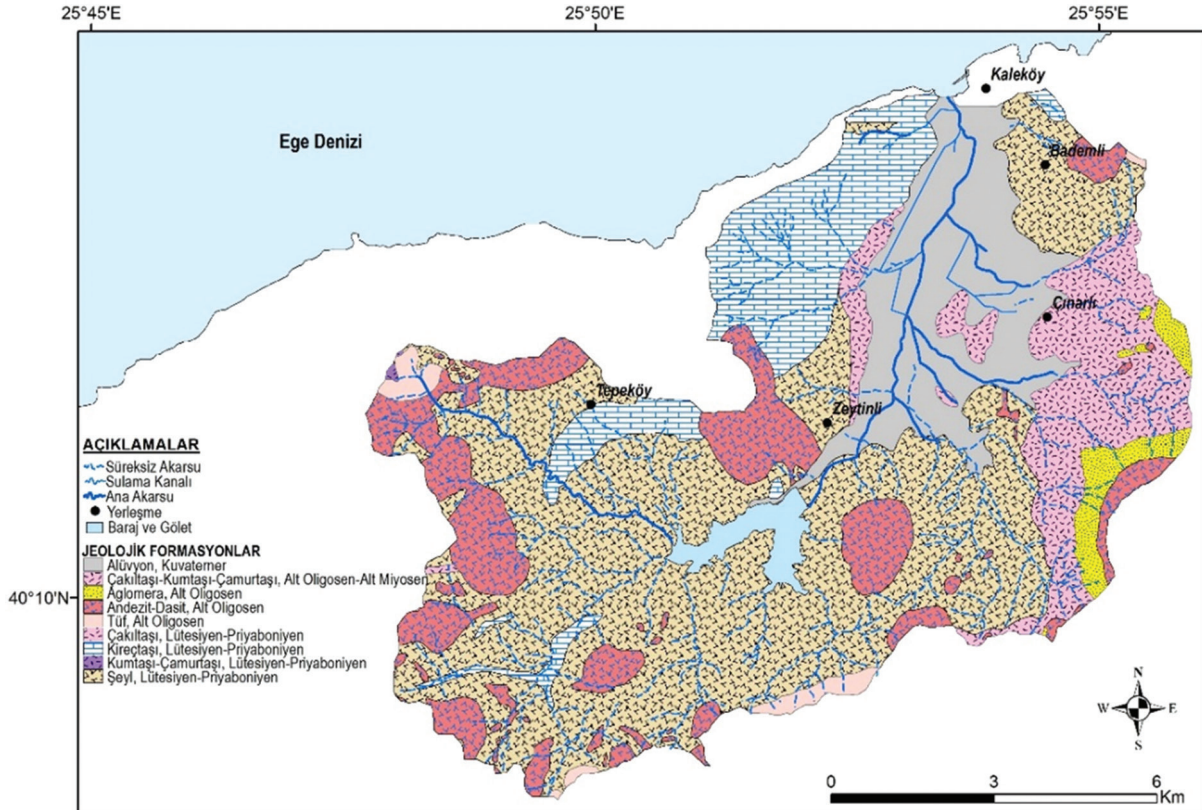 25°45'E 25°50'E 25°55'E
Kaleköy
Ege Denizi
Bademli
Çınarlı
Tepeköy
Zeytinli
AÇIKLAMALAR
Süreksiz Akarsu
Sulama Kanalı
Ana Akarsu
Yerleşme
Baraj ve Gölet
JEOLOJİK FORMASYONLAR
Alüvyon, Kuvaterner
Çakıltaşı-Kumtaşı-Çamurtaşı, Alt Oligosen-Alt Miyosen
Aglomera, Alt Oligosen
40°10'N
Andezit-Dasit, Alt Oligosen
Tüf, Alt Oligosen
Çakıltaşı, Lütesiyen-Priyaboniyen
Kireçtaşı, Lütesiyen-Priyaboniyen
Kumtaşı-Çamurtaşı, Lütesiyen-Priyaboniyen
Şeyl, Lütesiyen-Priyaboniyen
N
W E
S
0 3 6
Km